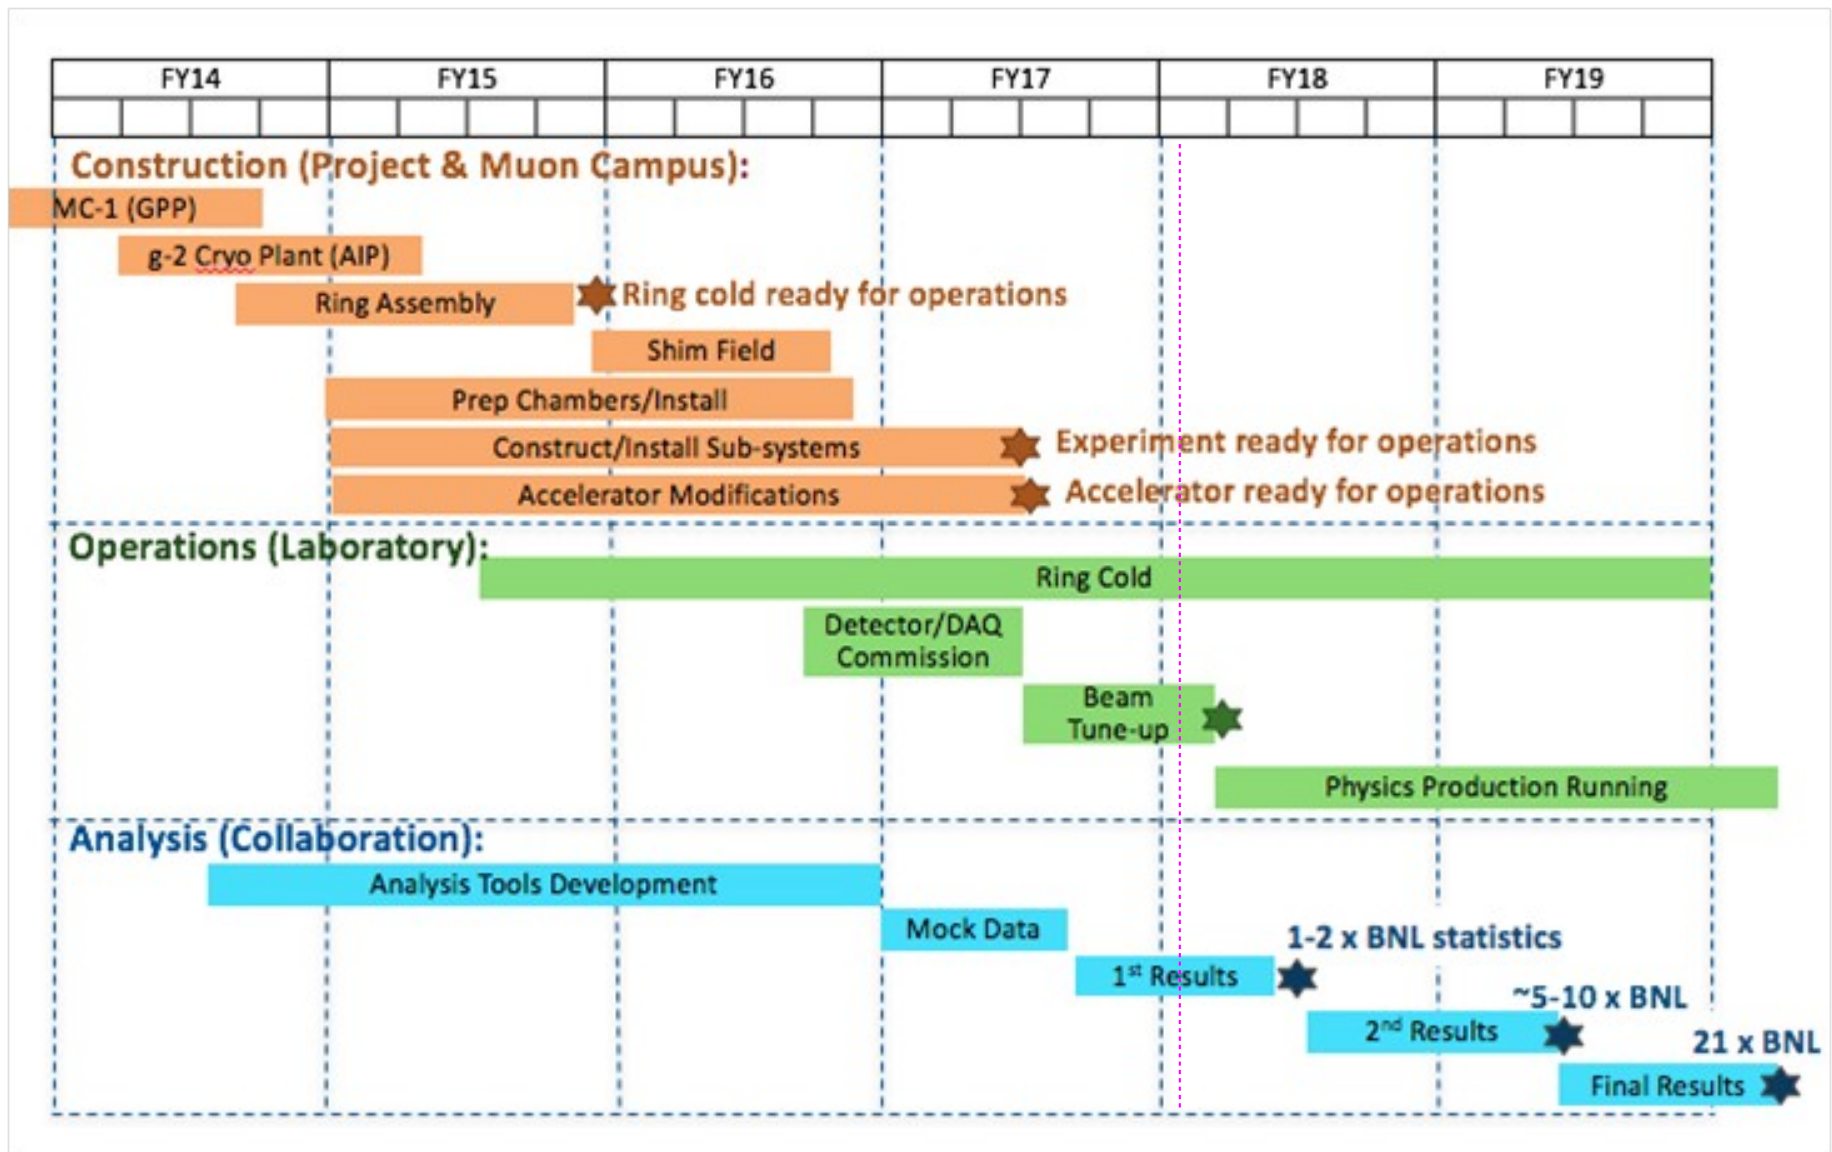 FY14 FY15 FY16 FY17 FY18 FY19
Construction (Project & Muon Campus):
MC-1 (GPP)
g-2 Cryo Plant (AIP)
Ring Assembly
Ring cold ready for operations
Shim Field
Prep Chambers/Install
Construct/Install Sub-systems
Experiment ready for operations
Accelerator Modifications
Accelerator ready for operations
Operations (Laboratory):
Ring Cold
Detector/DAQ
Commission
Beam
Tune-up
Physics Production Running
Analysis (Collaboration):
Analysis Tools Development
Mock Data
1-2 x BNL statistics
1st Results
~5-10 x BNL
2nd Results
21 x BNL
Final Results